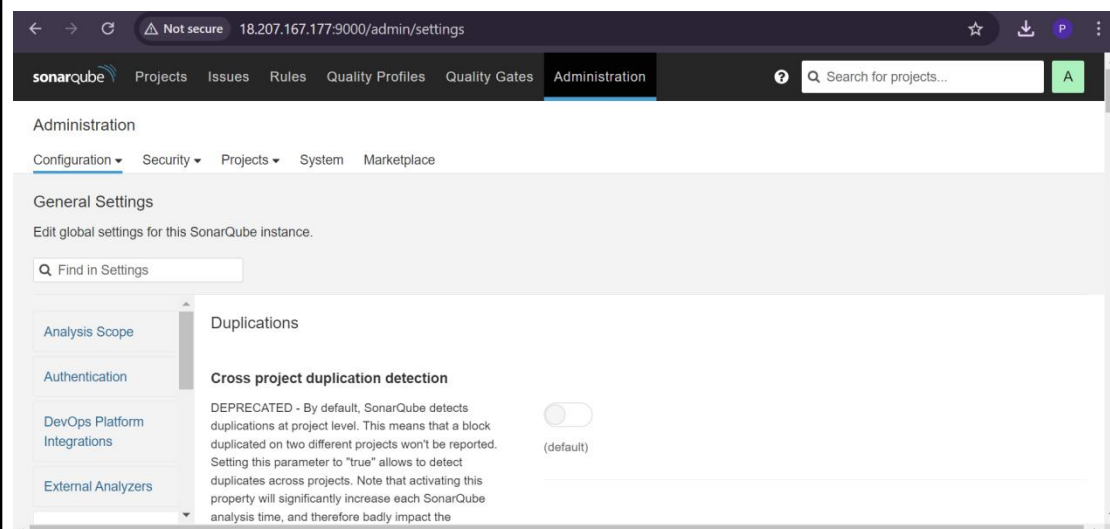 Not secure 18.207.167.177:9000/admin/settings P
sonarqube Projects Issues Rules Quality Profiles Quality Gates Administration ? Search for projects... A
Administration
Configuration Security Projects System Marketplace
General Settings
Edit global settings for this SonarQube instance.
Find in Settings
Analysis Scope
Authentication
DevOps Platform
Integrations
External Analyzers
Duplications
Cross project duplication detection
DEPRECATED - By default, SonarQube detects
duplications at project level. This means that a block
duplicated on two different projects won't be reported.
Setting this parameter to "true" allows to detect
duplicates across projects. Note that activating this
property will significantly increase each SonarQube
analysis time, and therefore badly impact the
(default)